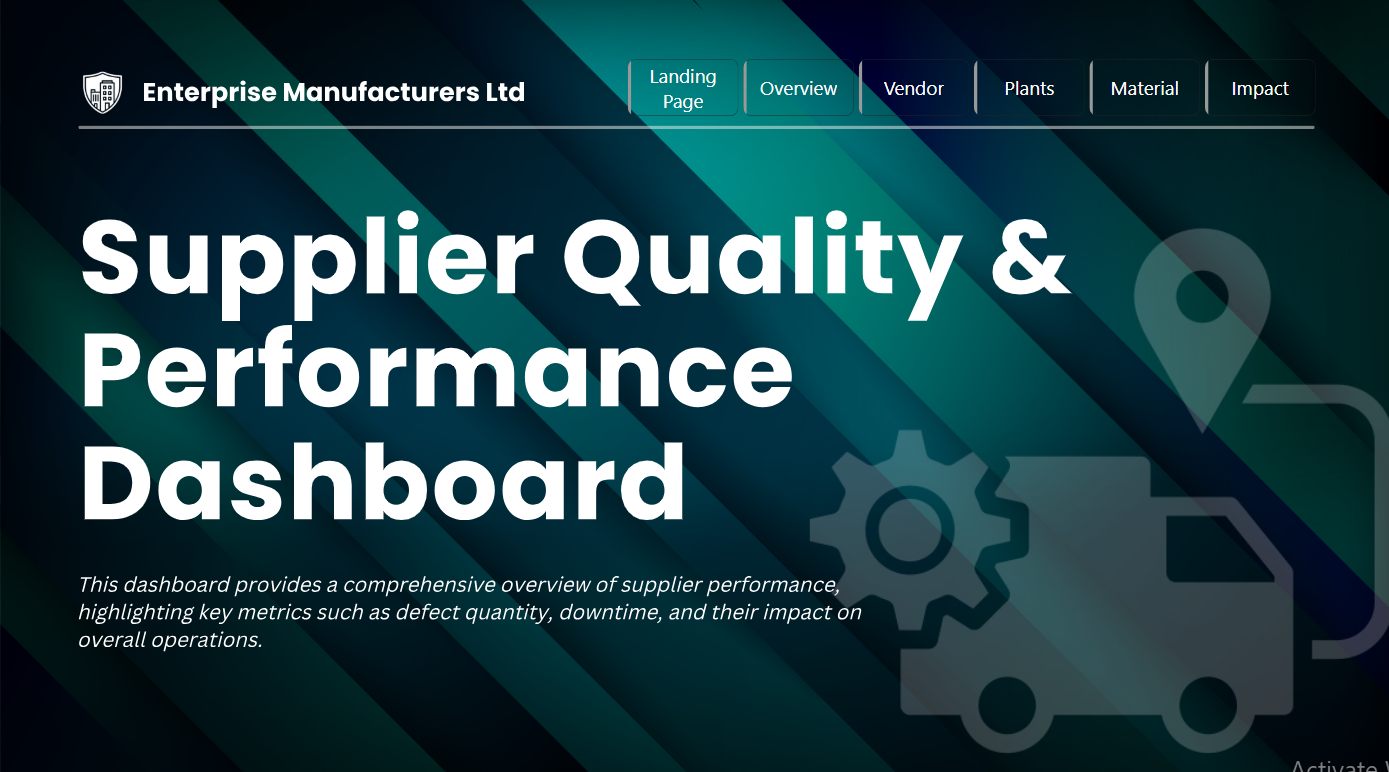 Enterprise Manufacturers Ltd
Landing
Page
Overview
Vendor
Plants
Material
Impact
Supplier Quality &
Performance
Dashboard
This dashboard provides a comprehensive overview of supplier performance,
highlighting key metrics such as defect quantity, downtime, and their impact on
overall operations.
Activate